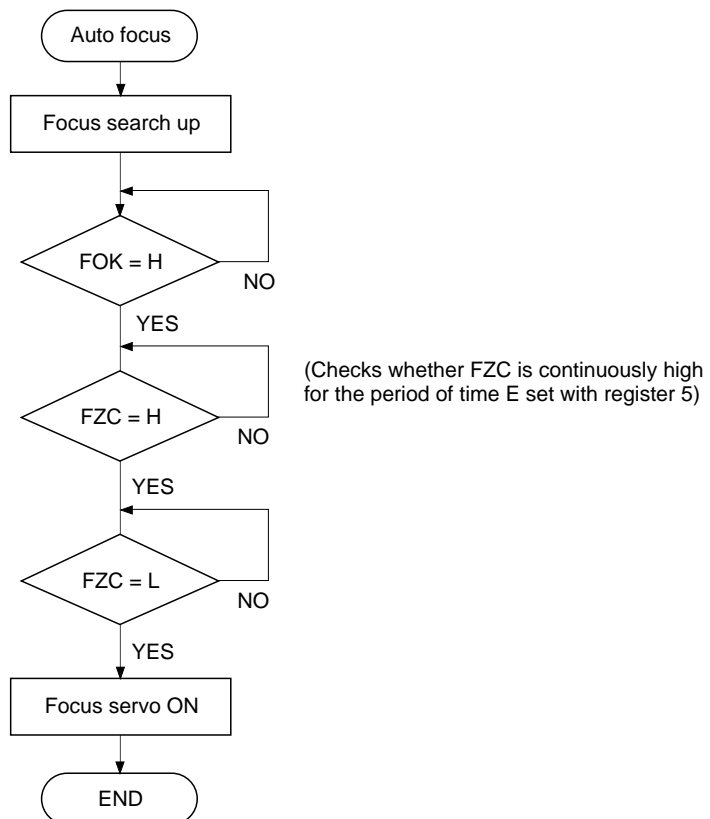 Auto focus
Focus search up
FOK = H
NO
YES
(Checks whether FZC is continuously high
for the period of time E set with register 5)
FZC = H
NO
YES
FZC = L
NO
YES
Focus servo ON
END